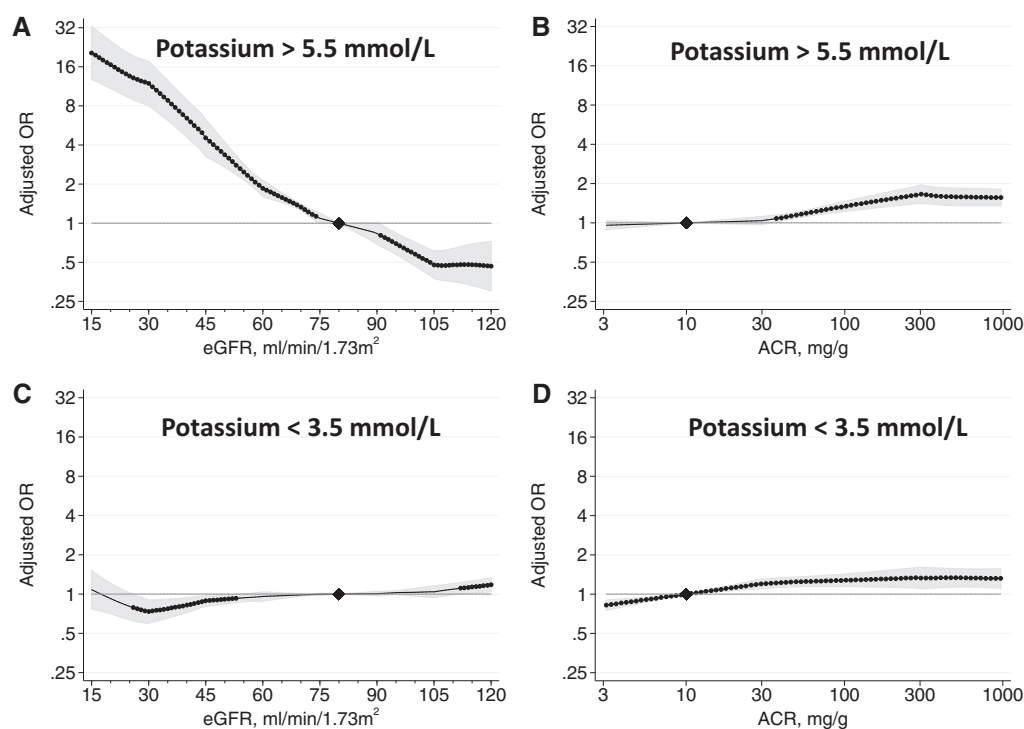 A
Potassium > 5.5 mmol/L
Adjusted OR
32
16
8
4
2
1
.5
.25
15 30 45 60 75 90 105 120
eGFR, ml/min/1.73m²
B
Potassium > 5.5 mmol/L
Adjusted OR
32
16
8
4
2
1
.5
.25
3 10 30 100 300 1000
ACR, mg/g
C
Potassium < 3.5 mmol/L
Adjusted OR
32
16
8
4
2
1
.5
.25
15 30 45 60 75 90 105 120
eGFR, ml/min/1.73m²
D
Potassium < 3.5 mmol/L
Adjusted OR
32
16
8
4
2
1
.5
.25
3 10 30 100 300 1000
ACR, mg/g